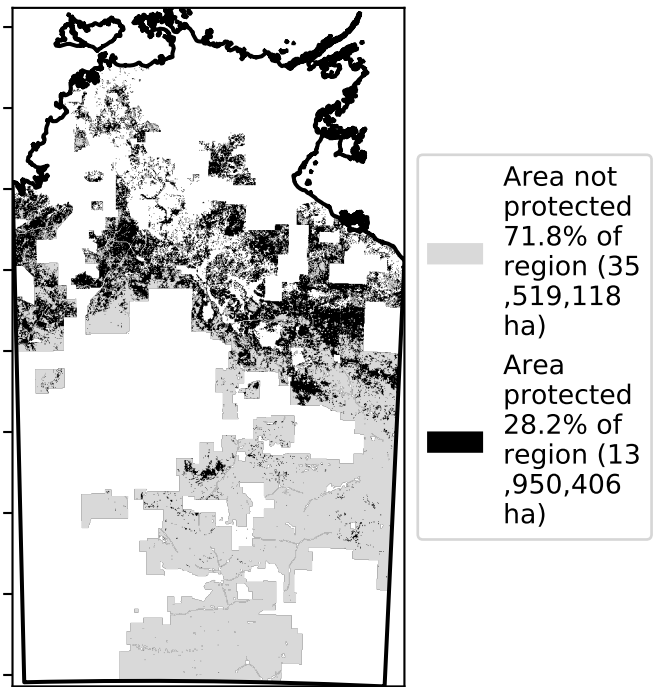 Area not
protected
71.8% of
region (35
,519,118
ha)
Area
protected
28.2% of
region (13
,950,406
ha)